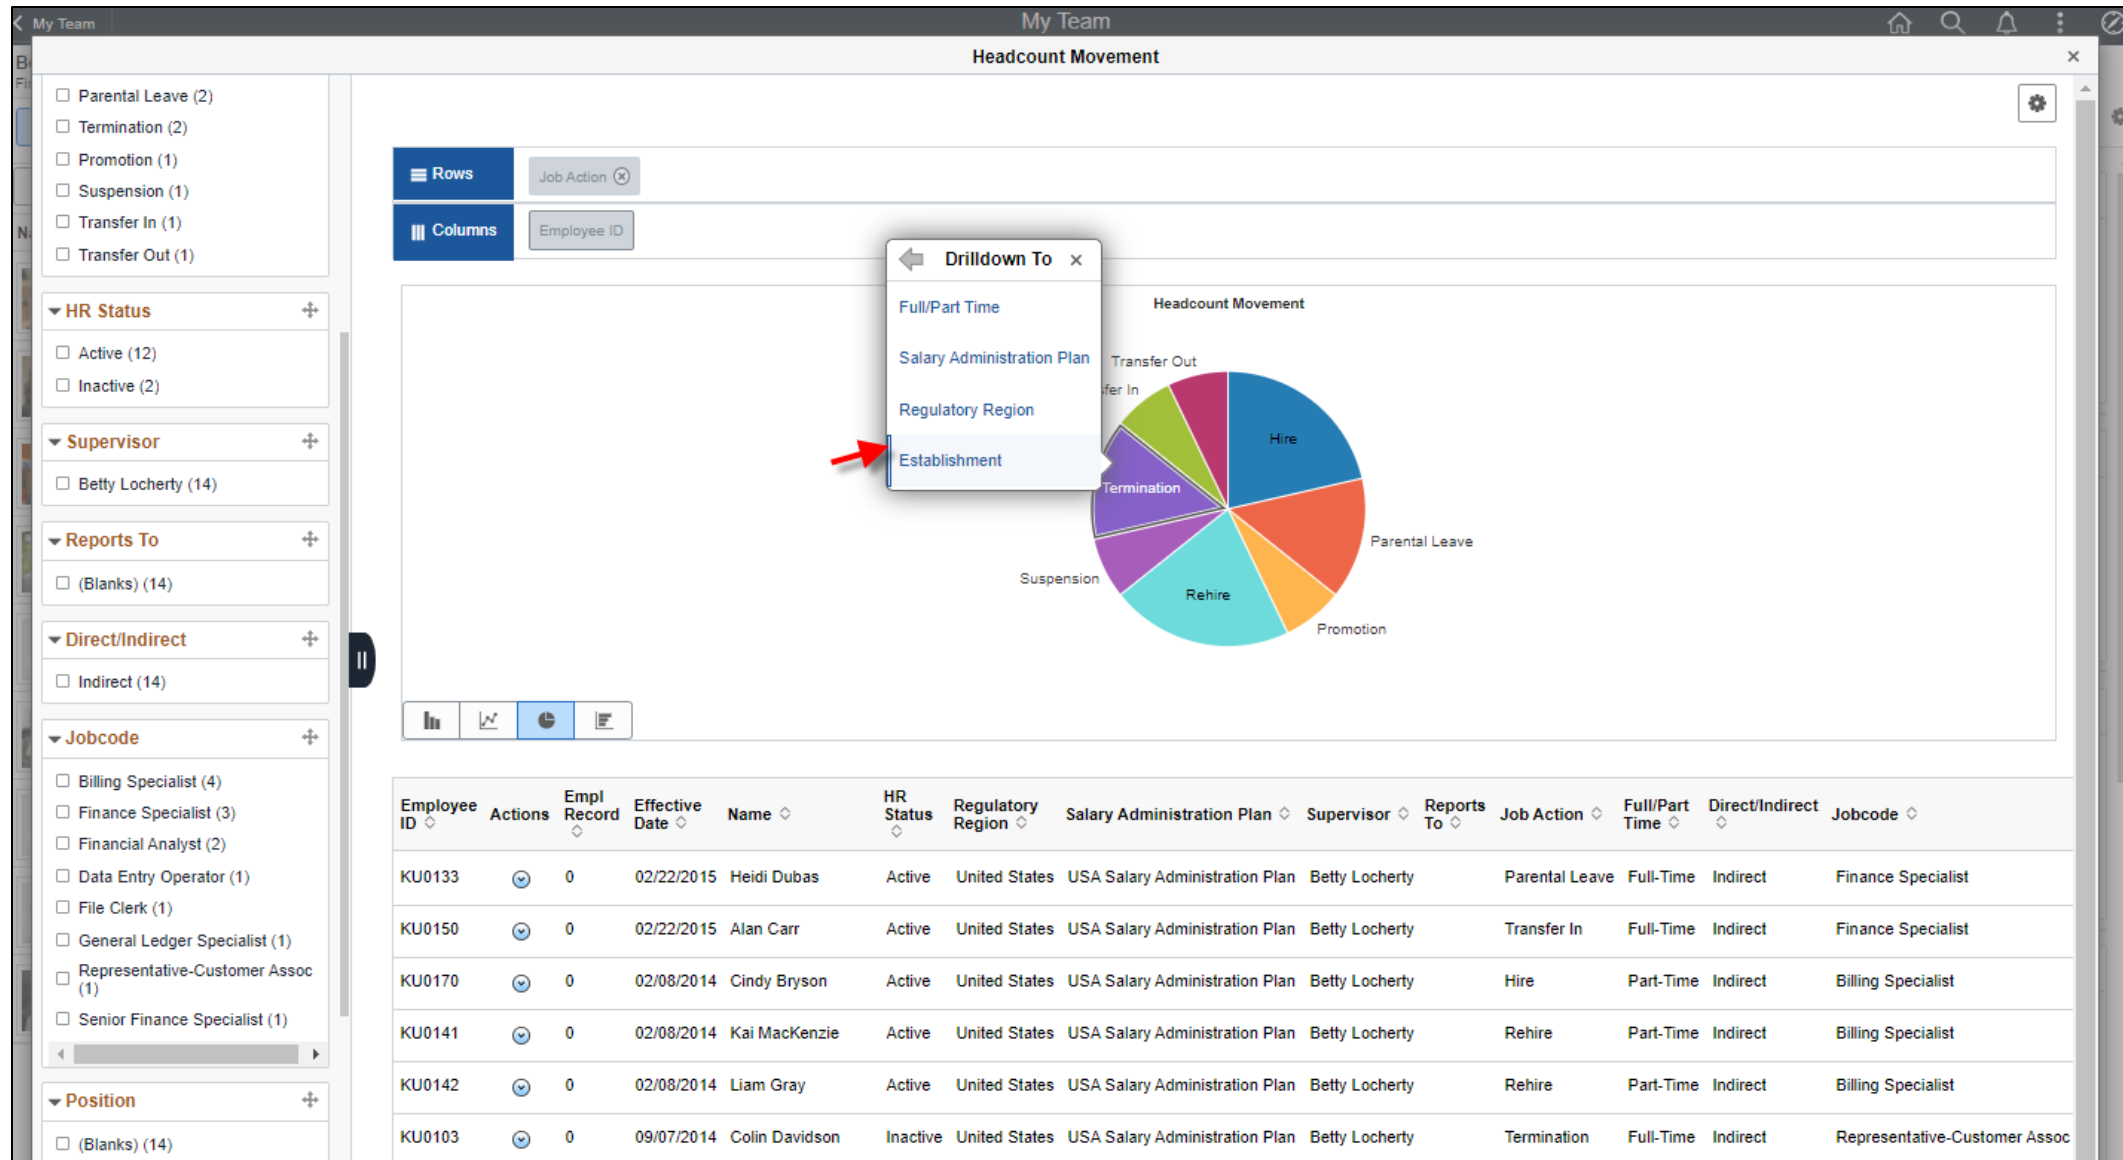 My Team
My Team
Headcount Movement
Parental Leave (2)
Termination (2)
Promotion (1)
Suspension (1)
Transfer In (1)
Transfer Out (1)
HR Status
Active (12)
Inactive (2)
Supervisor
Betty Locherty (14)
Reports To
(Blanks) (14)
Direct/Indirect
Indirect (14)
Jobcode
Billing Specialist (4)
Finance Specialist (3)
Financial Analyst (2)
Data Entry Operator (1)
File Clerk (1)
General Ledger Specialist (1)
Representative-Customer Assoc
(1)
Senior Finance Specialist (1)
Position
(Blanks) (14)
Rows
Job Action
Columns
Employee ID
Drilldown To
Full/Part Time
Salary Administration Plan
Regulatory Region
Establishment
Headcount Movement
Transfer Out
fer In
Hire
Termination
Parental Leave
Suspension
Rehire
Promotion
Employee ID Actions Empl Record Effective Date Name HR Status Regulatory Region Salary Administration Plan Supervisor Reports To Job Action Full/Part Time Direct/Indirect Jobcode
KU0133 0 02/22/2015 Heidi Dubas Active United States USA Salary Administration Plan Betty Locherty Parental Leave Full-Time Indirect Finance Specialist
KU0150 0 02/22/2015 Alan Carr Active United States USA Salary Administration Plan Betty Locherty Transfer In Full-Time Indirect Finance Specialist
KU0170 0 02/08/2014 Cindy Bryson Active United States USA Salary Administration Plan Betty Locherty Hire Part-Time Indirect Billing Specialist
KU0141 0 02/08/2014 Kai MacKenzie Active United States USA Salary Administration Plan Betty Locherty Rehire Part-Time Indirect Billing Specialist
KU0142 0 02/08/2014 Liam Gray Active United States USA Salary Administration Plan Betty Locherty Rehire Part-Time Indirect Billing Specialist
KU0103 0 09/07/2014 Colin Davidson Inactive United States USA Salary Administration Plan Betty Locherty Termination Full-Time Indirect Representative-Customer Assoc